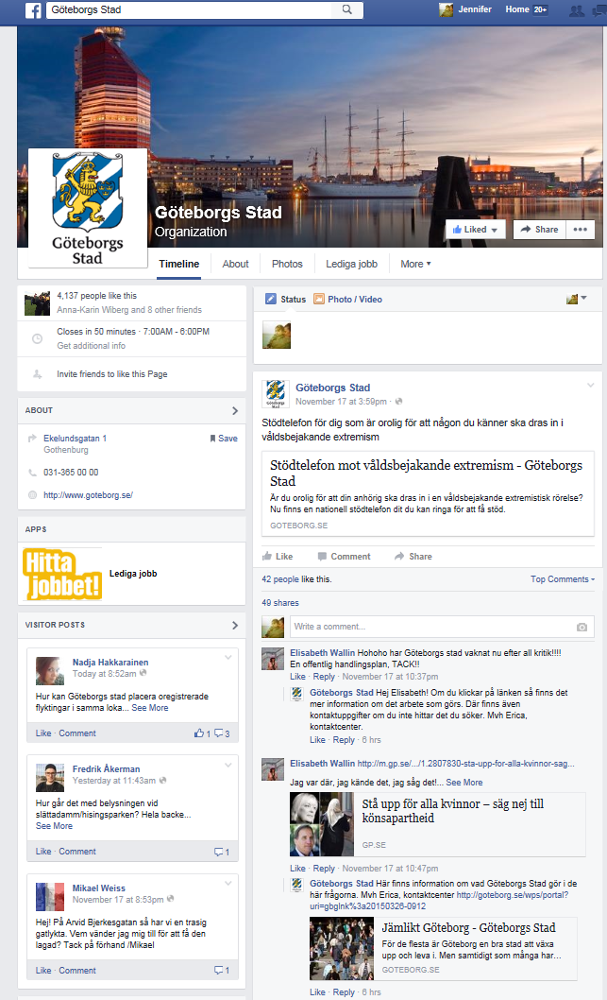 Göteborgs Stad
Jennifer
Home 20+
Göteborgs
Stad
Göteborgs Stad
Organization
Liked
Share
Timeline
About
Photos
Lediga jobb
More
4,137 people like this
Anna-Karin Wiberg and 8 other friends
Closes in 50 minutes · 7:00AM - 6:00PM
Get additional info
Invite friends to like this Page
ABOUT
Ekelundsgatan 1
Gothenburg
Save
031-365 00 00
http://www.goteborg.se/
APPS
Hitta
jobbet!
Lediga jobb
VISITOR POSTS
Nadja Hakkarainen
Today at 8:52am
Hur kan Göteborgs stad placera oregistrerade
flyktingar i samma loka... See More
Like · Comment
1 3
Fredrik Åkerman
Yesterday at 11:43am
Hur går det med belysningen vid
slättadamm/hisingsparken? Hela backe...
See More
Like · Comment
1
Mikael Weiss
November 17 at 8:53pm
Hej! På Arvid Bjerkesgatan så har vi en trasig
gatlykta. Vem vänder jag mig till för att få den
lagad? Tack på förhand /Mikael
Like · Comment
1
Status
Photo / Video
Göteborgs Stad
November 17 at 3:59pm ·
Stödtelefon för dig som är orolig för att någon du känner ska dras in i
våldsbejakande extremism
Stödtelefon mot våldsbejakande extremism - Göteborgs
Stad
Är du orolig för att din anhörig ska dras in i en våldsbejakande extremistisk rörelse?
Nu finns en nationell stödtelefon dit du kan ringa för att få stöd.
GOTEBORG.SE
Like
Comment
Share
42 people like this.
Top Comments
49 shares
Write a comment...
Elisabeth Wallin Hohoho har Göteborgs stad vaknat nu efter all kritik!!!!
En offentlig handlingsplan, TACK!!
Like · Reply · November 17 at 10:37pm
Göteborgs Stad Hej Elisabeth! Om du klickar på länken så finns det
mer information om det arbete som görs. Där finns även
kontaktuppgifter om du inte hittar det du söker. Mvh Erica,
kontaktcenter.
Like · Reply · 6 hrs
Elisabeth Wallin http://m.gp.se/.../1.2807830-sta-upp-for-alla-kvinnor-sag...
Jag var där, jag kände det, jag såg det!... See More
Stå upp för alla kvinnor – säg nej till
könsapartheid
GP.SE
Like · Reply · November 17 at 10:47pm
Göteborgs Stad Här finns information om vad Göteborgs Stad gör i de
här frågorna. Mvh Erica, kontaktcenter http://goteborg.se/wps/portal?
uri=gbglnk%3a20150326-0912
Jämlikt Göteborg - Göteborgs Stad
För de flesta är Göteborg en bra stad att växa
upp och leva i. Men samtidigt som många har...
GOTEBORG.SE
Like · Reply · 6 hrs